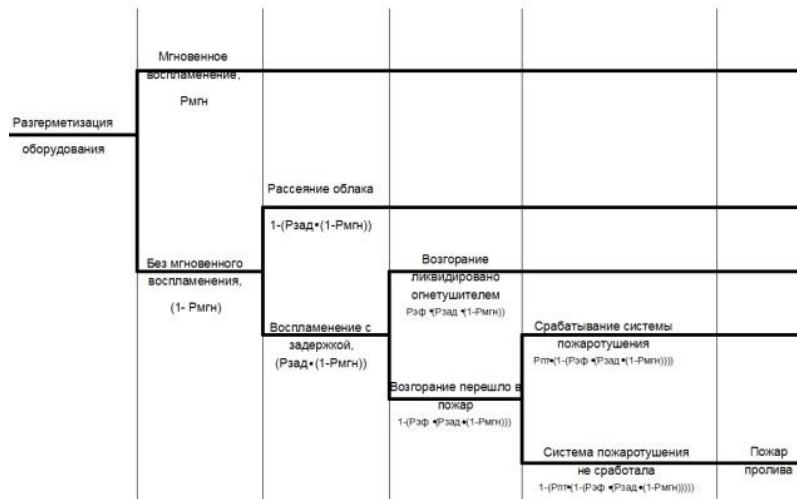 Мгновенное
воспламенение,
Рмгн
Разгерметизация
оборудования
Рассеяние облака
1-(Рзад•(1-Рмгн))
Без мгновенного
воспламенения,
(1- Рмгн)
Возгорание
ликвидировано
огнетушителем
Рэф •(Рзад •(1-Рмгн))
Воспламенение с
задержкой,
(Рзад•(1-Рмгн))
Срабатывание системы
пожаротушения
Рпт•(1-(Рэф •(Рзад•(1-Рмгн))))
Возгорание перешло в
пожар
1-(Рэф •(Рзад•(1-Рмгн)))
Система пожаротушения
не сработала
1-(Рпт•(1-(Рэф •(Рзад•(1-Рмгн)))))
Пожар
пролива